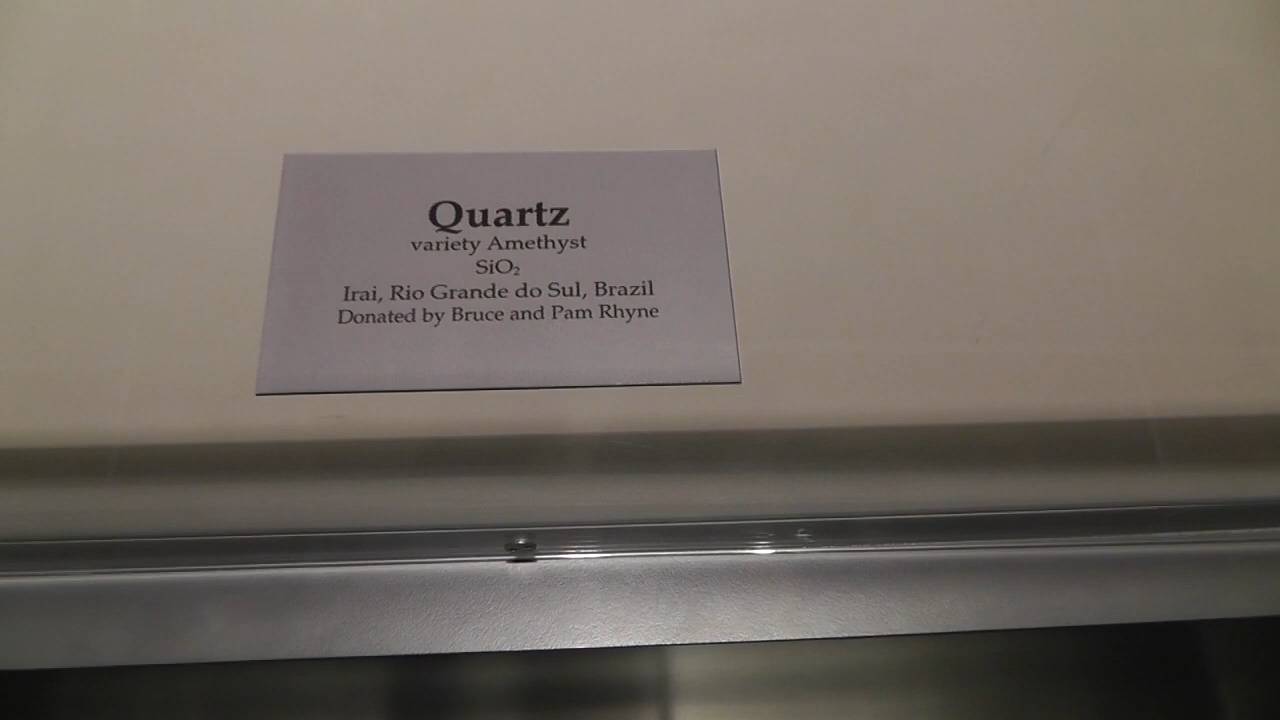 Quartz
variety Amethyst
SiO₂
Irai, Rio Grande do Sul, Brazil
Donated by Bruce and Pam Rhyne